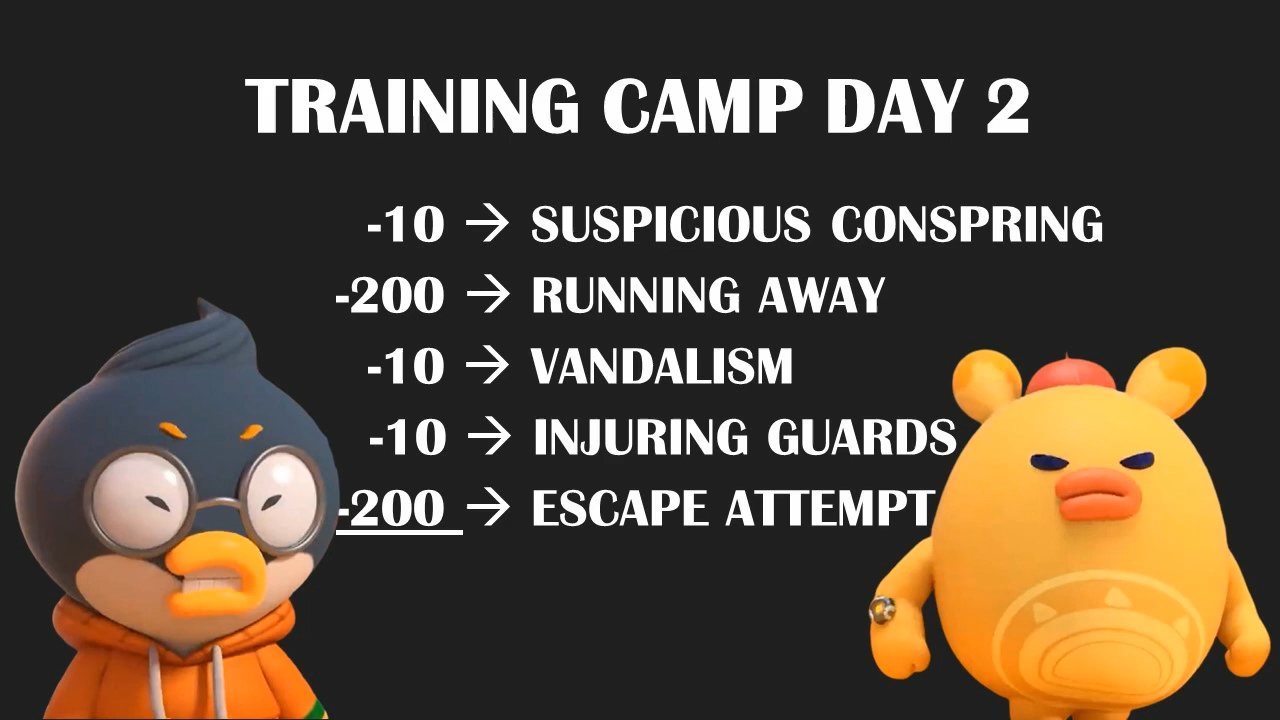 TRAINING CAMP DAY 2
-10 → SUSPICIOUS CONSPRING
-200 → RUNNING AWAY
-10 → VANDALISM
-10 → INJURING GUARDS
-200 → ESCAPE ATTEMPT